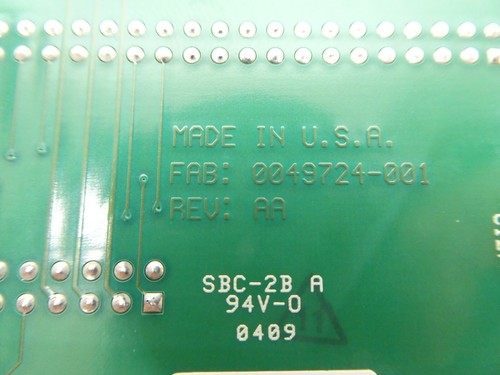 MADE IN U.S.A.
FAB: 0049724-001
REV: AA
SBC-2B A
94V-0
0409